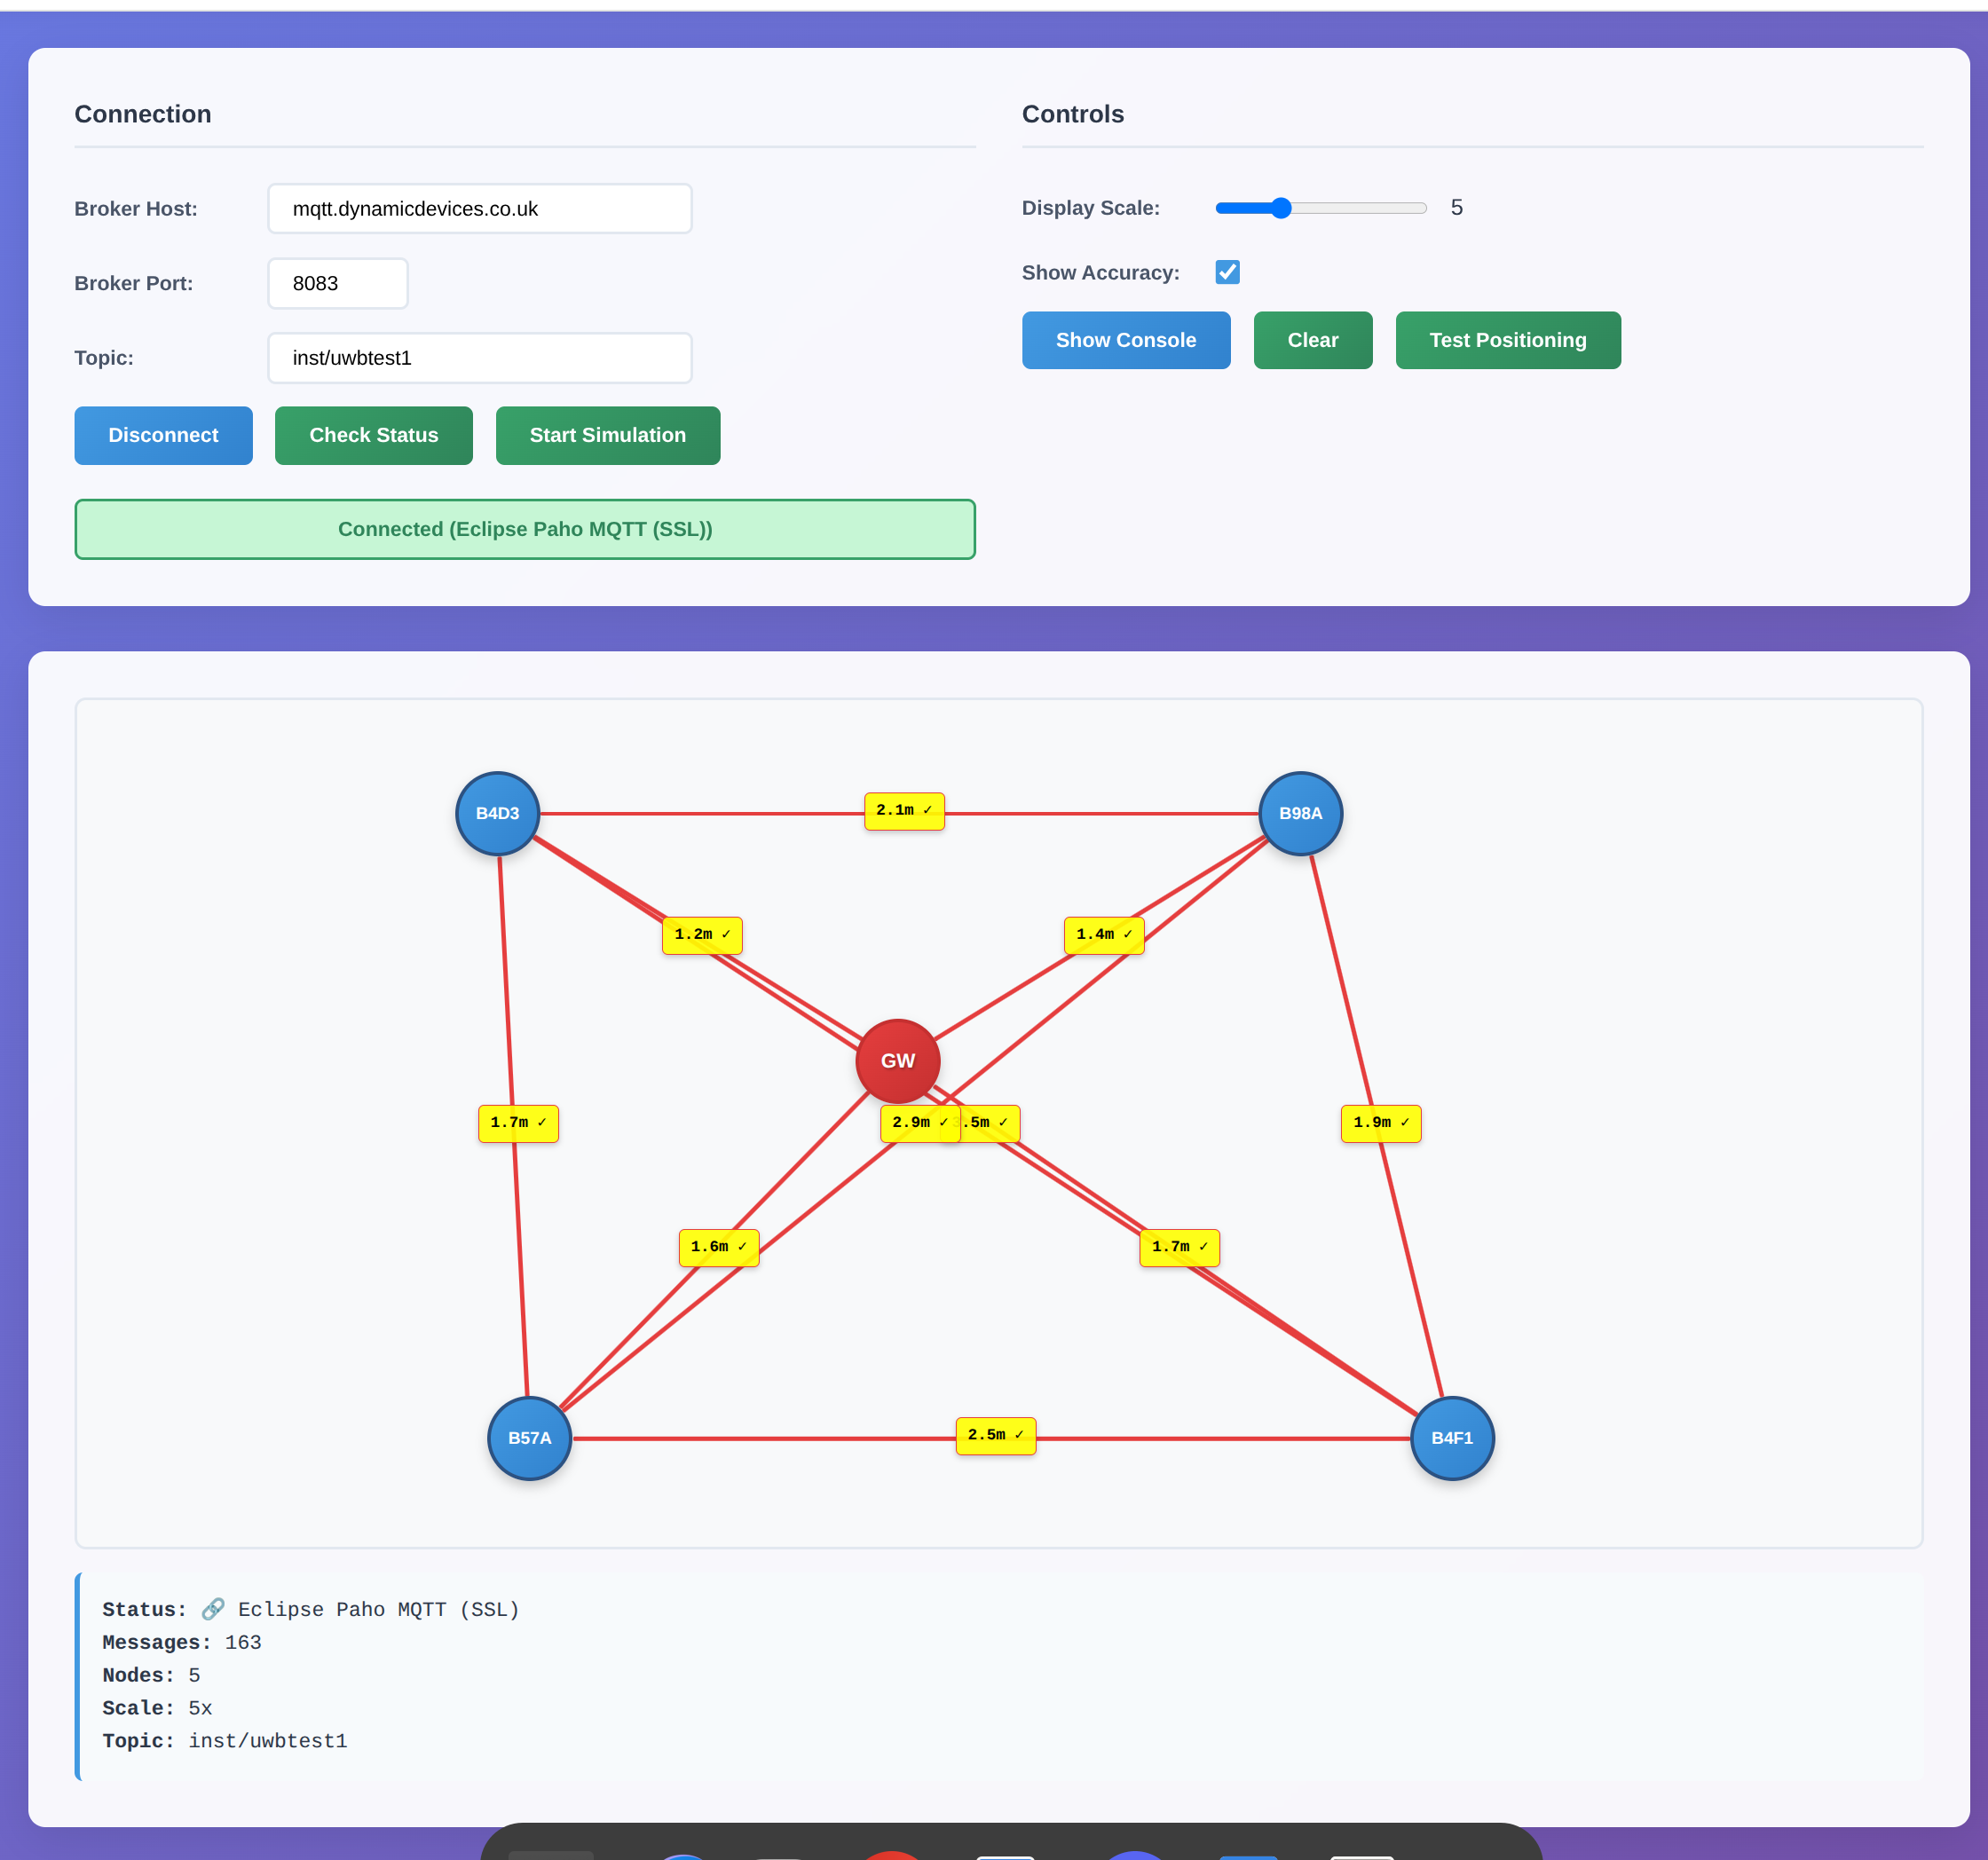 Connection
Broker Host: mqtt.dynamicdevices.co.uk
Broker Port: 8083
Topic: inst/uwbtest1
Disconnect Check Status Start Simulation
Connected (Eclipse Paho MQTT (SSL))
Controls
Display Scale: 5
Show Accuracy:
Show Console Clear Test Positioning
B4D3 2.1m ✓ B98A
1.2m ✓ 1.4m ✓
GW
1.7m ✓ 2.9m ✓ .5m ✓ 1.9m ✓
1.6m ✓ 1.7m ✓
B57A 2.5m ✓ B4F1
Status: 🔗 Eclipse Paho MQTT (SSL)
Messages: 163
Nodes: 5
Scale: 5x
Topic: inst/uwbtest1